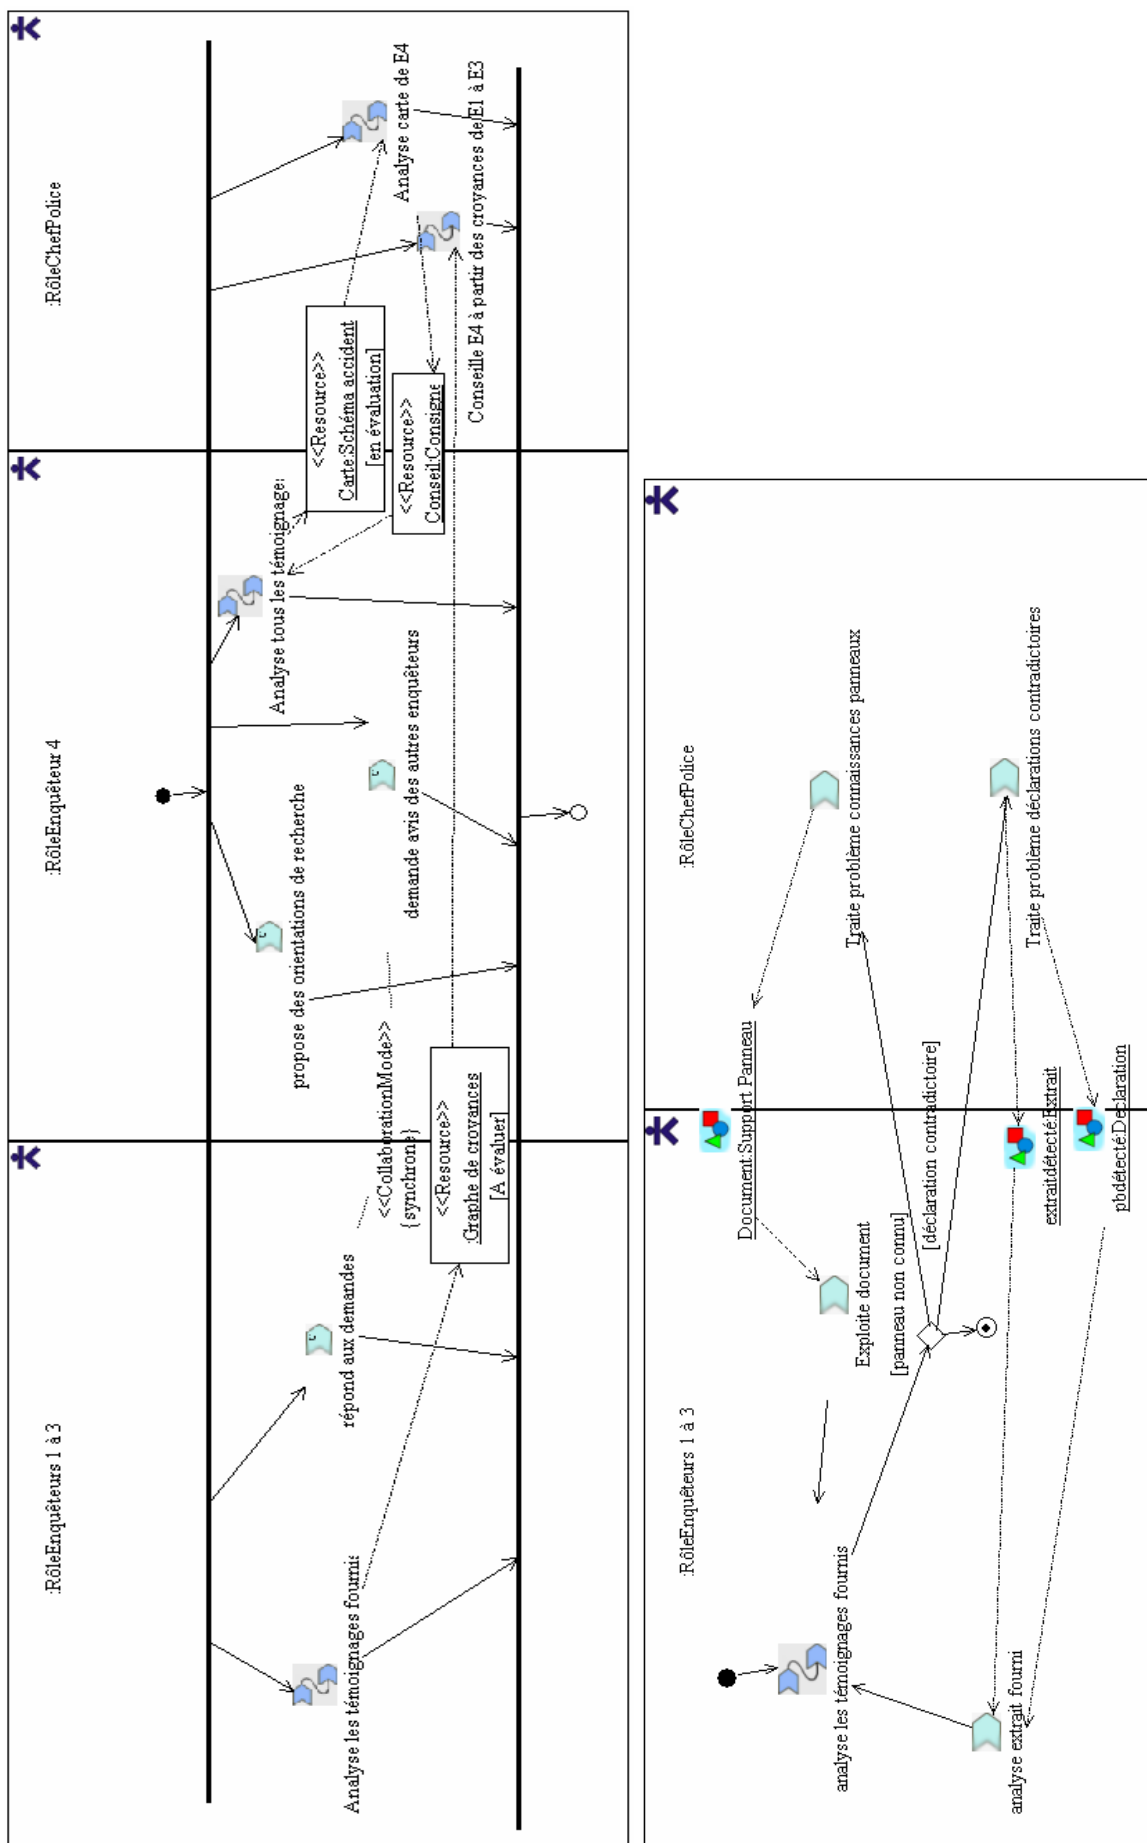 :RôleEnquêteurs 1 à 3
:RôleEnquêteur 4
:RôleChefPolice
Analyse les témoignages fournis
répond aux demandes
<<CollaborationMode>>
{synchrone}
<<Resource>>
:Graphe de croyances
[A évaluer]
propose des orientations de recherche
demande avis des autres enquêteurs
Analyse tous les témoignage:
<<Resource>>
Carte:Schéma accident
[en évaluation]
<<Resource>>
Conseil:Consigne
Analyse carte de E4
Conseille E4 à partir des croyances de E1 à E3
:RôleEnquêteurs 1 à 3
:RôleChefPolice
analyse les témoignages fournis
Exploite document
[panneau non connu]
[déclaration contradictoire]
analyse extrait fourni
Document:Support Panneau
extraitdétecté:Extrait
pbdétecté:Declaration
Traite problème connaissances panneaux
Traite problème déclarations contradictoires